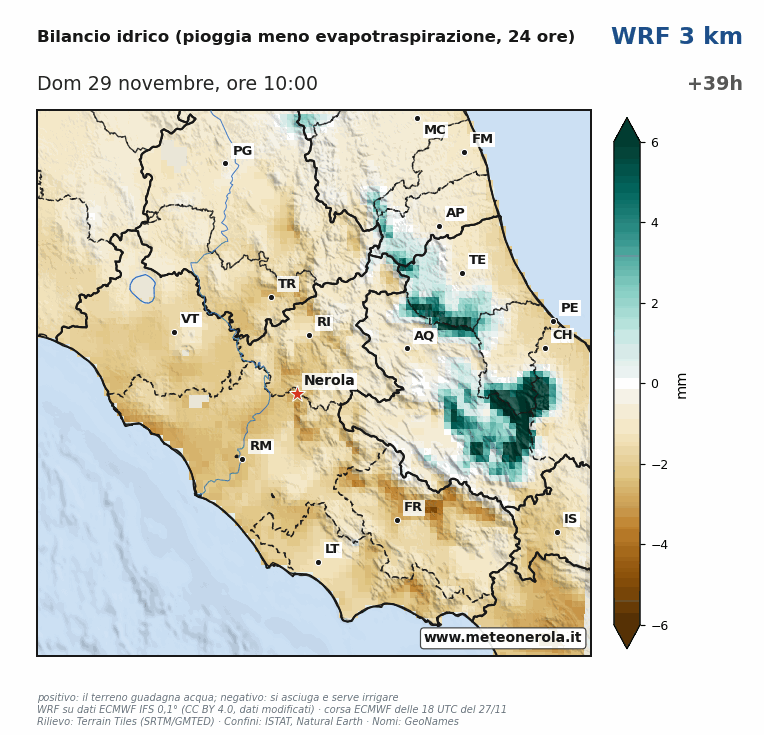 Bilancio idrico (pioggia meno evapotraspirazione, 24 ore)
WRF 3 km
Dom 29 novembre, ore 10:00
+39h
MC
FM
PG
AP
TE
TR
PE
VT
RI
AQ
CH
Nerola
RM
FR
IS
LT
www.meteonerola.it
6
4
2
0
−2
−4
−6
mm
positivo: il terreno guadagna acqua; negativo: si asciuga e serve irrigare
WRF su dati ECMWF IFS 0,1° (CC BY 4.0, dati modificati) · corsa ECMWF delle 18 UTC del 27/11
Rilievo: Terrain Tiles (SRTM/GMTED) · Confini: ISTAT, Natural Earth · Nomi: GeoNames